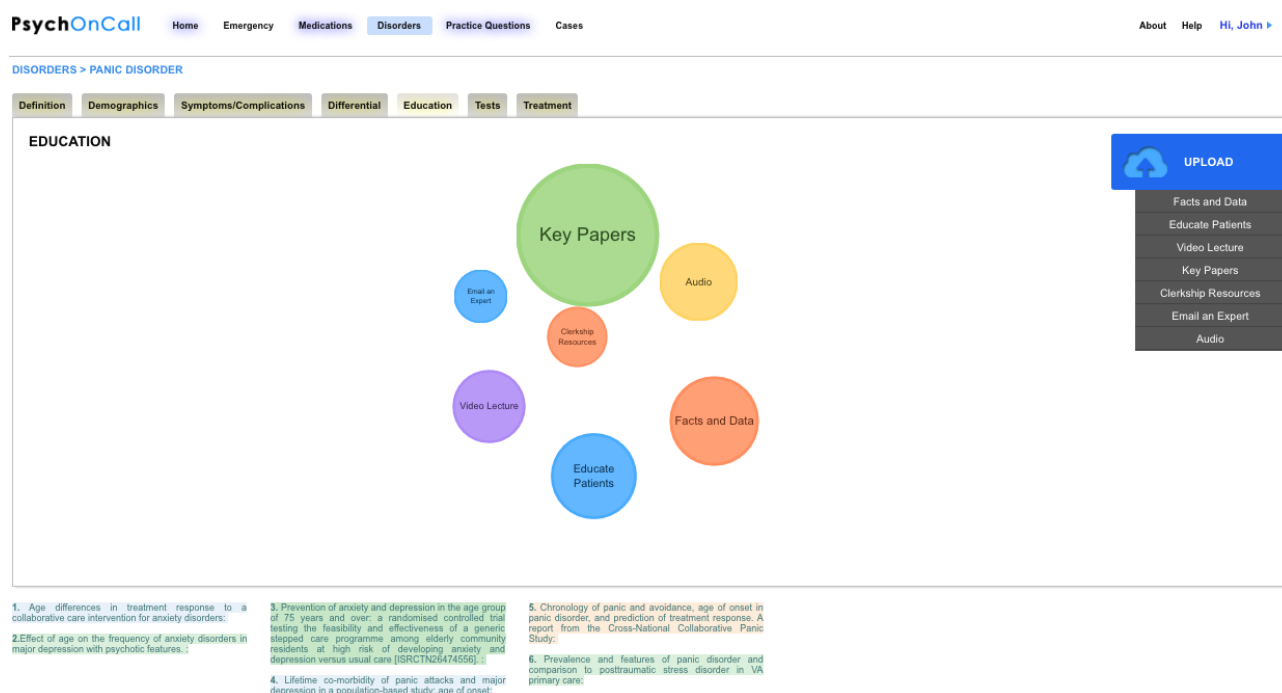 PsychOnCall Home Emergency Medications Disorders Practice Questions Cases About Help Hi, John
DISORDERS > PANIC DISORDER
Definition Demographics Symptoms/Complications Differential Education Tests Treatment
EDUCATION
UPLOAD
Facts and Data
Educate Patients
Video Lecture
Key Papers
Clerkship Resources
Email an Expert
Audio
Key Papers
Audio
Email an
Expert
Clerkship
Resources
Video Lecture
Facts and Data
Educate
Patients
1. Age differences in treatment response to a
collaborative care intervention for anxiety disorders:
2.Effect of age on the frequency of anxiety disorders in
major depression with psychotic features. :
3. Prevention of anxiety and depression in the age group
of 75 years and over: a randomised controlled trial
testing the feasibility and effectiveness of a generic
stepped care programme among elderly community
residents at high risk of developing anxiety and
depression versus usual care [ISRCTN26474556]. :
4. Lifetime co-morbidity of panic attacks and major
depression in a population-based study: age of onset:
5. Chronology of panic and avoidance, age of onset in
panic disorder, and prediction of treatment response. A
report from the Cross-National Collaborative Panic
Study:
6. Prevalence and features of panic disorder and
comparison to posttraumatic stress disorder in VA
primary care: